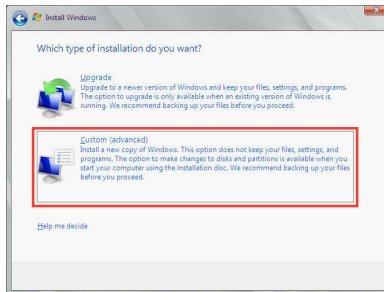 Install Windows
Which type of installation do you want?
Upgrade
Upgrade to a newer version of Windows and keep your files, settings, and programs.
The option to upgrade is only available when an existing version of Windows is
running. We recommend backing up your files before you proceed.
Custom (advanced)
Install a new copy of Windows. This option does not keep your files, settings, and
programs. The option to make changes to disks and partitions is available when you
start your computer using the installation disc. We recommend backing up your files
before you proceed.
Help me decide